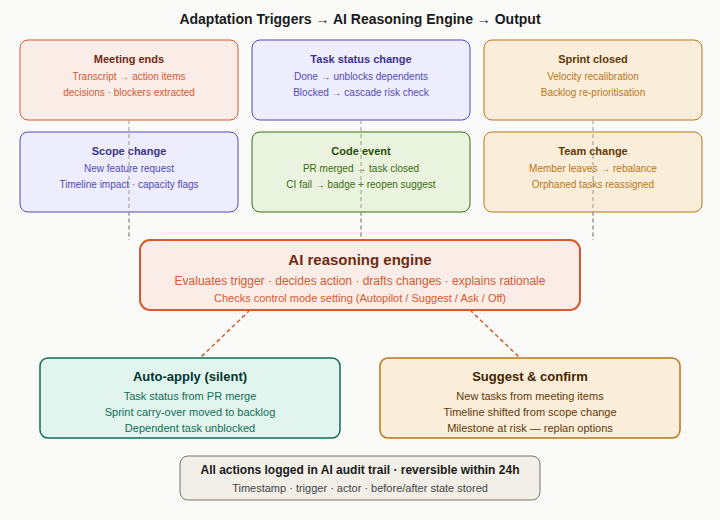 Adaptation Triggers → AI Reasoning Engine → Output
Meeting ends
Transcript → action items
decisions · blockers extracted
Task status change
Done → unblocks dependents
Blocked → cascade risk check
Sprint closed
Velocity recalibration
Backlog re-prioritisation
Scope change
New feature request
Timeline impact · capacity flags
Code event
PR merged → task closed
CI fail → badge + reopen suggest
Team change
Member leaves → rebalance
Orphaned tasks reassigned
AI reasoning engine
Evaluates trigger · decides action · drafts changes · explains rationale
Checks control mode setting (Autopilot / Suggest / Ask / Off)
Auto-apply (silent)
Task status from PR merge
Sprint carry-over moved to backlog
Dependent task unblocked
Suggest & confirm
New tasks from meeting items
Timeline shifted from scope change
Milestone at risk — replan options
All actions logged in AI audit trail · reversible within 24h
Timestamp · trigger · actor · before/after state stored